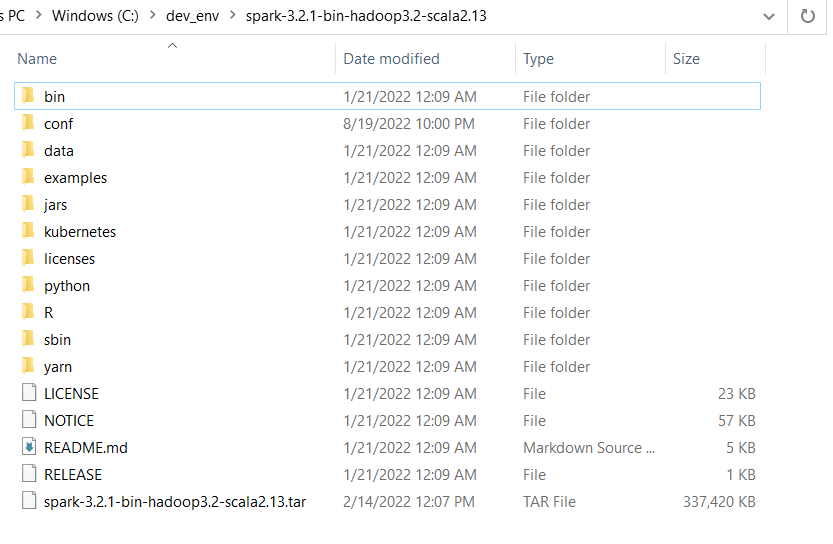 s PC > Windows (C:) > dev_env > spark-3.2.1-bin-hadoop3.2-scala2.13
Name Date modified Type Size
bin 1/21/2022 12:09 AM File folder
conf 8/19/2022 10:00 PM File folder
data 1/21/2022 12:09 AM File folder
examples 1/21/2022 12:09 AM File folder
jars 1/21/2022 12:09 AM File folder
kubernetes 1/21/2022 12:09 AM File folder
licenses 1/21/2022 12:09 AM File folder
python 1/21/2022 12:09 AM File folder
R 1/21/2022 12:09 AM File folder
sbin 1/21/2022 12:09 AM File folder
yarn 1/21/2022 12:09 AM File folder
LICENSE 1/21/2022 12:09 AM File 23 KB
NOTICE 1/21/2022 12:09 AM File 57 KB
README.md 1/21/2022 12:09 AM Markdown Source ... 5 KB
RELEASE 1/21/2022 12:09 AM File 1 KB
spark-3.2.1-bin-hadoop3.2-scala2.13.tar 2/14/2022 12:07 PM TAR File 337,420 KB